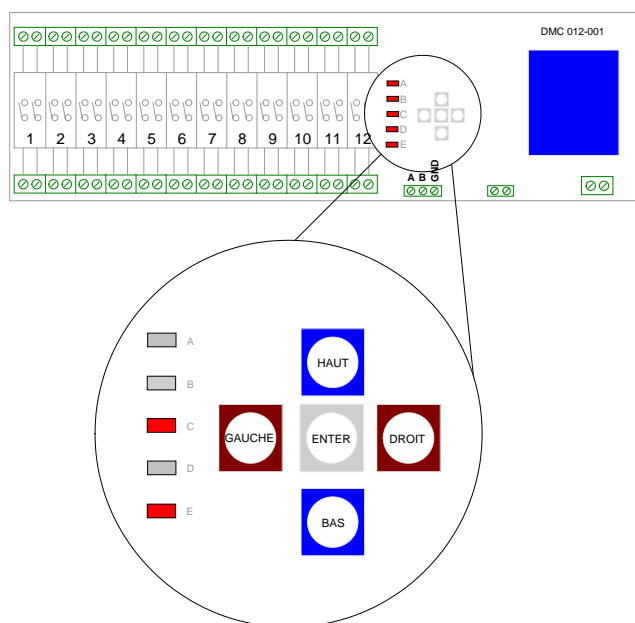 DMC 012-001
A
B
C
D
E
1 2 3 4 5 6 7 8 9 10 11 12
A B GND
A
B
C
D
E
HAUT
GAUCHE ENTER DROIT
BAS